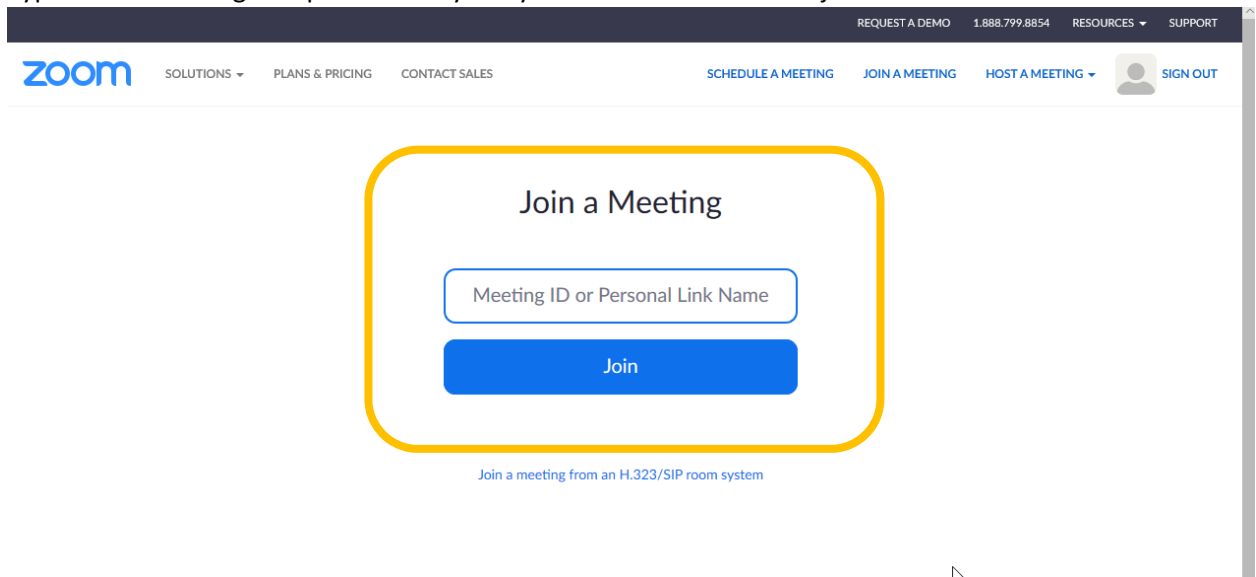 REQUEST A DEMO 1.888.799.8854 RESOURCES SUPPORT
zoom SOLUTIONS PLANS & PRICING CONTACT SALES SCHEDULE A MEETING JOIN A MEETING HOST A MEETING SIGN OUT
Join a Meeting
Meeting ID or Personal Link Name
Join
Join a meeting from an H.323/SIP room system